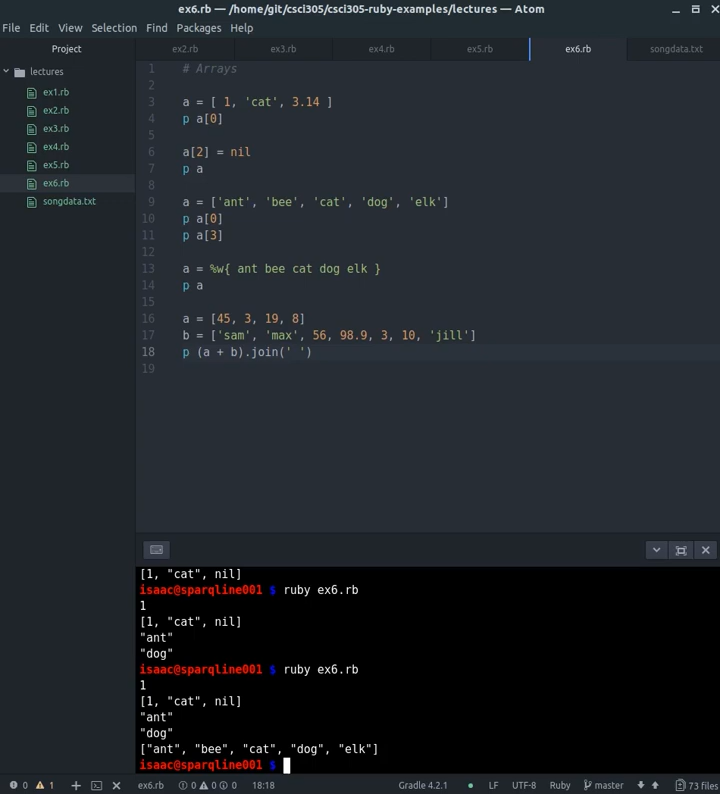 ex6.rb — /home/git/csci305/csci305-ruby-examples/lectures — Atom
File Edit View Selection Find Packages Help
Project
ex2.rb ex3.rb ex4.rb ex5.rb ex6.rb songdata.txt
lectures
ex1.rb
ex2.rb
ex3.rb
ex4.rb
ex5.rb
ex6.rb
songdata.txt
1 # Arrays
2
3 a = [ 1, 'cat', 3.14 ]
4 p a[0]
5
6 a[2] = nil
7 p a
8
9 a = ['ant', 'bee', 'cat', 'dog', 'elk']
10 p a[0]
11 p a[3]
12
13 a = %w{ ant bee cat dog elk }
14 p a
15
16 a = [45, 3, 19, 8]
17 b = ['sam', 'max', 56, 98.9, 3, 10, 'jill']
18 p (a + b).join(' ')
19
[1, "cat", nil]
isaac@sparqline001 $ ruby ex6.rb
1
[1, "cat", nil]
"ant"
"dog"
isaac@sparqline001 $ ruby ex6.rb
1
[1, "cat", nil]
"ant"
"dog"
["ant", "bee", "cat", "dog", "elk"]
isaac@sparqline001 $
0 1 ex6.rb 0 0 0 18:18 Gradle 4.2.1 LF UTF-8 Ruby master 73 files